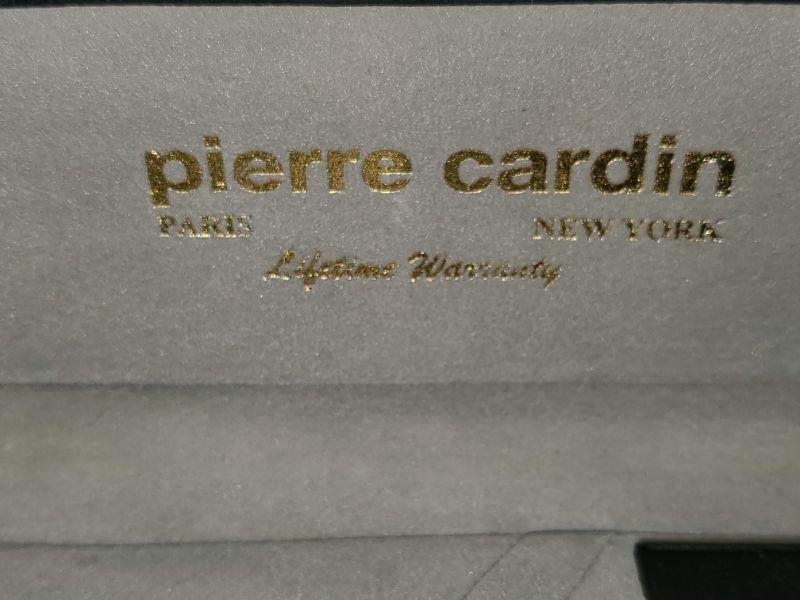 pierre cardin
PARIS NEW YORK
Lifetime Warranty